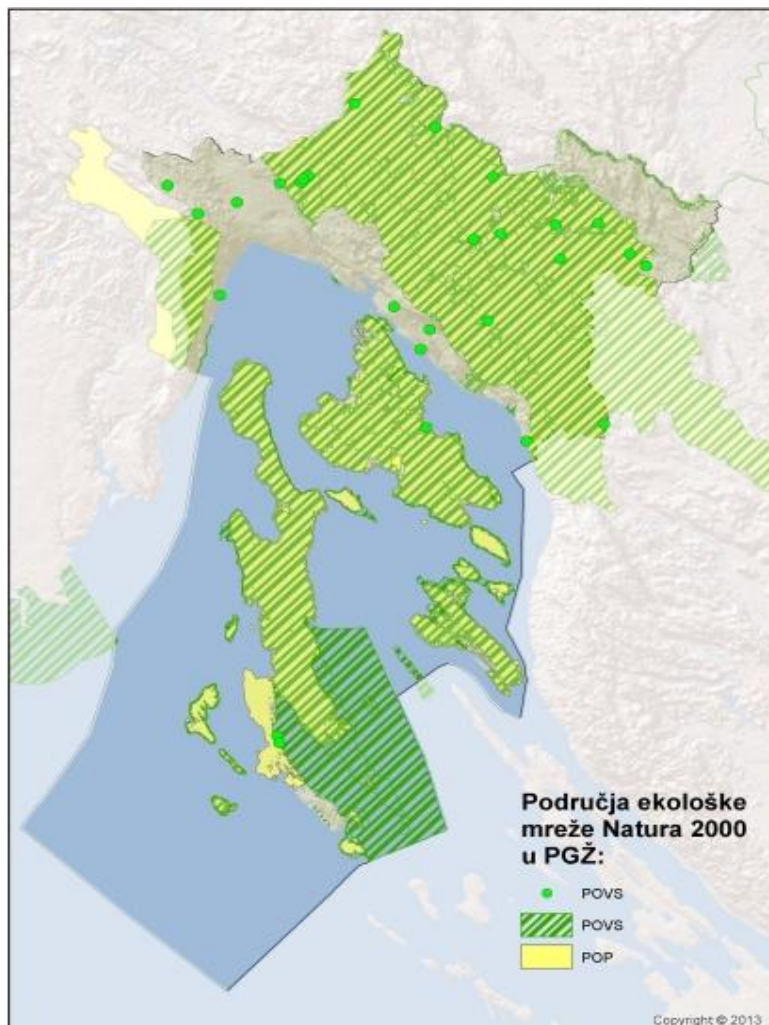 Područja ekološke
mreže Natura 2000
u PGŽ:
POVS
POVS
POP
Copyright © 2013